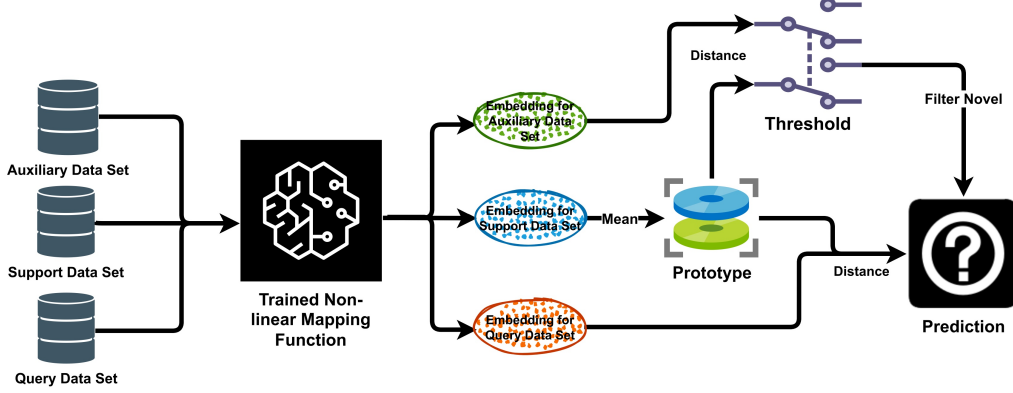 Auxiliary Data Set
Support Data Set
Query Data Set
Trained Non-
linear Mapping
Function
Embedding for
Auxiliary Data
Set
Embedding for
Support Data Set
Embedding for
Query Data Set
Mean
Prototype
Distance
Threshold
Filter Novel
Distance
Prediction